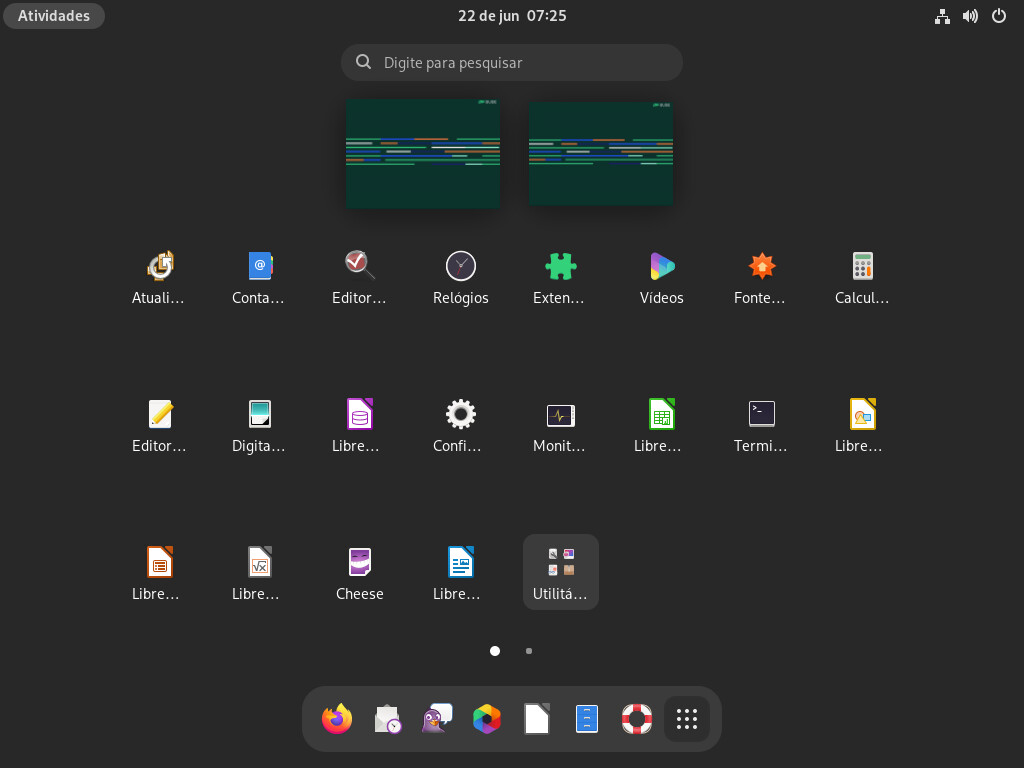 Atividades
22 de jun 07:25
Digite para pesquisar
Atuali…
Conta…
Editor…
Relógios
Exten…
Vídeos
Fonte…
Calcul…
Editor…
Digita…
Libre…
Confi…
Monit…
Libre…
Termi…
Libre…
Libre…
Libre…
Cheese
Libre…
Utilitá…